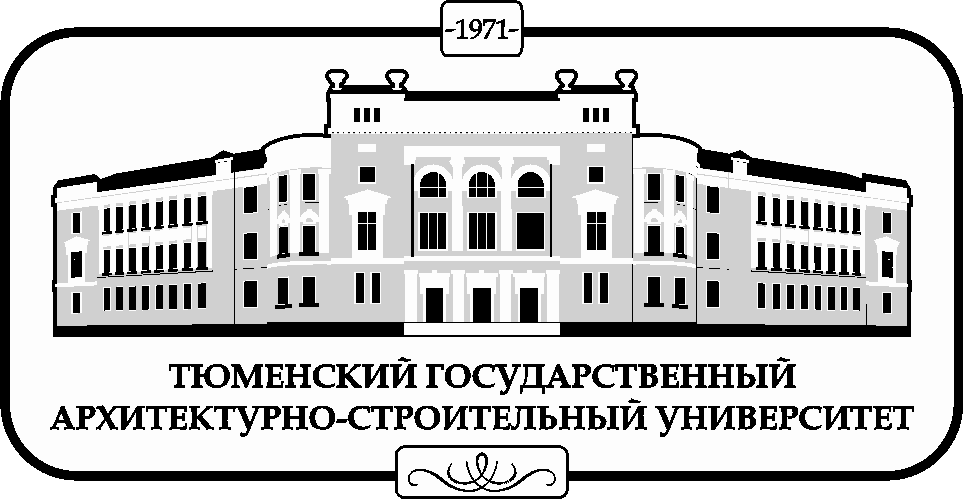 -1971-
ТЮМЕНСКИЙ ГОСУДАРСТВЕННЫЙ
АРХИТЕКТУРНО-СТРОИТЕЛЬНЫЙ УНИВЕРСИТЕТ